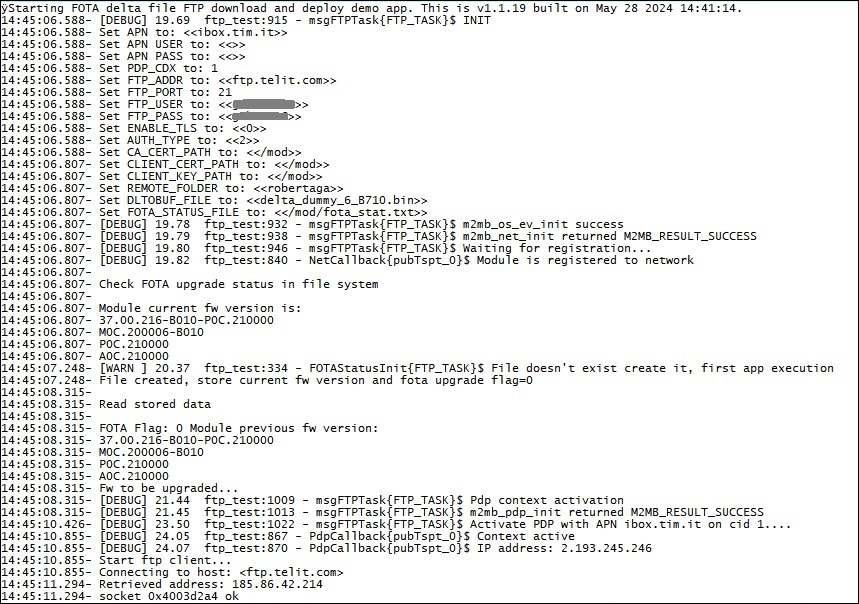 ÿStarting FOTA delta file FTP download and deploy demo app. This is v1.1.19 built on May 28 2024 14:41:14.
14:45:06.588- [DEBUG] 19.69  ftp_test:915 - msgFTPTask{FTP_TASK}$ INIT
14:45:06.588- Set APN to: <<ibox.tim.it>>
14:45:06.588- Set APN USER to: <<>>
14:45:06.588- Set APN PASS to: <<>>
14:45:06.588- Set PDP_CDX to: 1
14:45:06.588- Set FTP_ADDR to: <<ftp.telit.com>>
14:45:06.588- Set FTP_PORT to: 21
14:45:06.588- Set FTP_USER to: << >>
14:45:06.588- Set FTP_PASS to: << >>
14:45:06.588- Set ENABLE_TLS to: <<0>>
14:45:06.588- Set AUTH_TYPE to: <<2>>
14:45:06.588- Set CA_CERT_PATH to: <</mod>>
14:45:06.807- Set CLIENT_CERT_PATH to: <</mod>>
14:45:06.807- Set CLIENT_KEY_PATH to: <</mod>>
14:45:06.807- Set REMOTE_FOLDER to: <<robertaga>>
14:45:06.807- Set DLTOBUF_FILE to: <<delta_dummy_6_B710.bin>>
14:45:06.807- Set FOTA_STATUS_FILE to: <</mod/fota_stat.txt>>
14:45:06.807- [DEBUG] 19.78  ftp_test:932 - msgFTPTask{FTP_TASK}$ m2mb_os_ev_init success
14:45:06.807- [DEBUG] 19.79  ftp_test:938 - msgFTPTask{FTP_TASK}$ m2mb_net_init returned M2MB_RESULT_SUCCESS
14:45:06.807- [DEBUG] 19.80  ftp_test:946 - msgFTPTask{FTP_TASK}$ Waiting for registration...
14:45:06.807- [DEBUG] 19.82  ftp_test:840 - NetCallback{pubTspt_0}$ Module is registered to network
14:45:06.807-
14:45:06.807- Check FOTA upgrade status in file system
14:45:06.807-
14:45:06.807- Module current fw version is:
14:45:06.807- 37.00.216-B010-P0C.210000
14:45:06.807- M0C.200006-B010
14:45:06.807- P0C.210000
14:45:06.807- A0C.210000
14:45:07.248- [WARN ] 20.37  ftp_test:334 - FOTAStatusInit{FTP_TASK}$ File doesn't exist create it, first app execution
14:45:07.248- File created, store current fw version and fota upgrade flag=0
14:45:08.315-
14:45:08.315- Read stored data
14:45:08.315-
14:45:08.315- FOTA Flag: 0 Module previous fw version:
14:45:08.315- 37.00.216-B010-P0C.210000
14:45:08.315- M0C.200006-B010
14:45:08.315- P0C.210000
14:45:08.315- A0C.210000
14:45:08.315- Fw to be upgraded...
14:45:08.315- [DEBUG] 21.44  ftp_test:1009 - msgFTPTask{FTP_TASK}$ Pdp context activation
14:45:08.315- [DEBUG] 21.45  ftp_test:1013 - msgFTPTask{FTP_TASK}$ m2mb_pdp_init returned M2MB_RESULT_SUCCESS
14:45:10.426- [DEBUG] 23.50  ftp_test:1022 - msgFTPTask{FTP_TASK}$ Activate PDP with APN ibox.tim.it on cid 1....
14:45:10.855- [DEBUG] 24.05  ftp_test:867 - PdpCallback{pubTspt_0}$ Context active
14:45:10.855- [DEBUG] 24.07  ftp_test:870 - PdpCallback{pubTspt_0}$ IP address: 2.193.245.246
14:45:10.855- Start ftp client...
14:45:10.855- Connecting to host: <ftp.telit.com>
14:45:11.294- Retrieved address: 185.86.42.214
14:45:11.294- socket 0x4003d2a4 ok